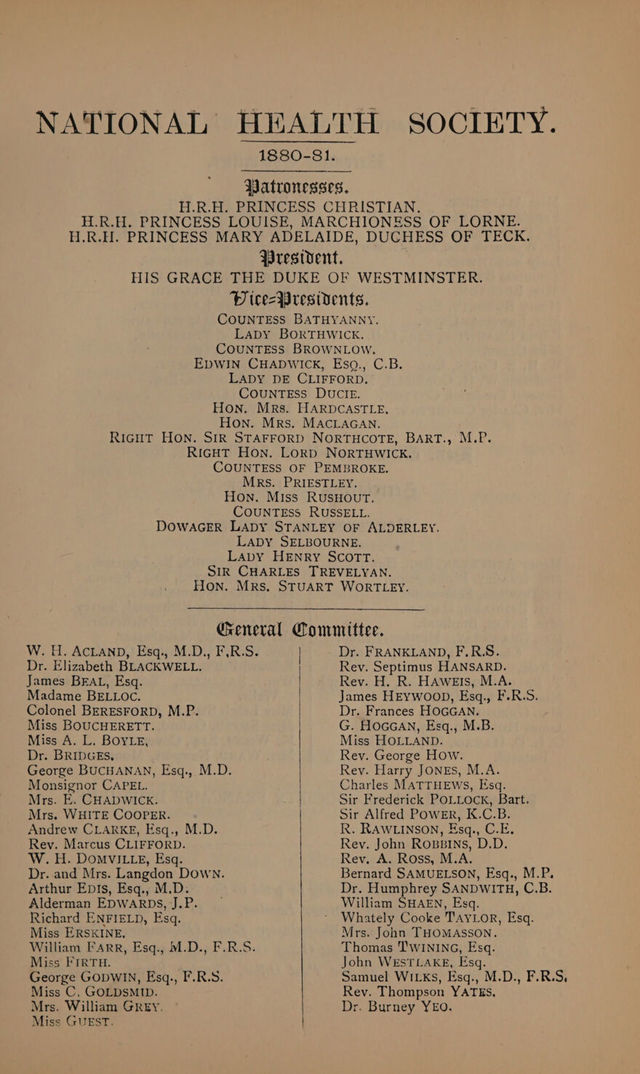 NATIONAL HEALTH SOCIETY.
1880-81.
Patronesses.
H.R.H. PRINCESS CHRISTIAN.
H.R.H. PRINCESS LOUISE, MARCHIONESS OF LORNE.
H.R.H. PRINCESS MARY ADELAIDE, DUCHESS OF TECK.
President.
HIS GRACE THE DUKE OF WESTMINSTER.
Vice-Presidents.
COUNTESS BATHYANNY.
LADY BORTHWICK.
COUNTESS BROWNLOW.
EDWIN CHADWICK, ESQ., C.B.
LADY DE CLIFFORD.
COUNTESS DUCIE.
HON. MRS. HARDCASTLE.
HON. MRS. MACLAGAN.
RIGHT HON. SIR STAFFORD NORTHCOTE, BART., M.P.
RIGHT HON. LORD NORTHWICK.
COUNTESS OF PEMBROKE.
MRS. PRIESTLEY.
HON. MISS RUSHOUT.
COUNTESS RUSSELL.
DOWAGER LADY STANLEY OF ALDERLEY.
LADY SELBOURNE.
LADY HENRY SCOTT.
SIR CHARLES TREVELYAN.
HON. MRS. STUART WORTLEY.
General Committee.
W. H. ACLAND, Esq., M.D., F.R.S.
Dr. Elizabeth BLACKWELL.
James BEAL, Esq.
Madame BELLOC.
Colonel BERESFORD, M.P.
Miss BOUCHERETT.
Miss A. L. BOYLE,
Dr. BRIDGES,
George BUCHANAN, Esq., M.D.
Monsignor CAPEL.
Mrs. E. CHADWICK.
Mrs. WHITE COOPER.
Andrew CLARKE, Esq., M.D.
Rev. Marcus CLIFFORD.
W. H. DOMVILLE, Esq.
Dr. and Mrs. Langdon DOWN.
Arthur EDIS, Esq., M.D.
Alderman EDWARDS, J.P.
Richard ENFIELD, Esq.
Miss ERSKINE.
William FARR, Esq., M.D., F.R.S.
Miss FIRTH.
George GODWIN, Esq., F.R.S.
Miss C. GOLDSMID.
Mrs. William GREY.
Miss GUEST.
Dr. FRANKLAND, F.R.S.
Rev. Septimus HANSARD.
Rev. H. R. HAWEIS, M.A.
James HEYWOOD, Esq., F.R.S.
Dr. Frances HOGGAN.
G. HOGGAN, Esq., M.B.
Miss HOLLAND.
Rev. George HOW.
Rev. Harry JONES, M.A.
Charles MATTHEWS, Esq.
Sir Frederick POLLOCK, Bart.
Sir Alfred POWER, K.C.B.
R. RAWLINSON, Esq., C.E.
Rev. John ROBBINS, D.D.
Rev. A. ROSS, M.A.
Bernard SAMUELSON, Esq., M.P.
Dr. Humphrey SANDWITH, C.B.
William SHAEN, Esq.
Whately Cooke TAYLOR, Esq.
Mrs. John THOMASSON.
Thomas TWINING, Esq.
John WESTLAKE, Esq.
Samuel WILKS, Esq., M.D., F.R.S.
Rev. Thompson YATES.
Dr. Burney YEO.